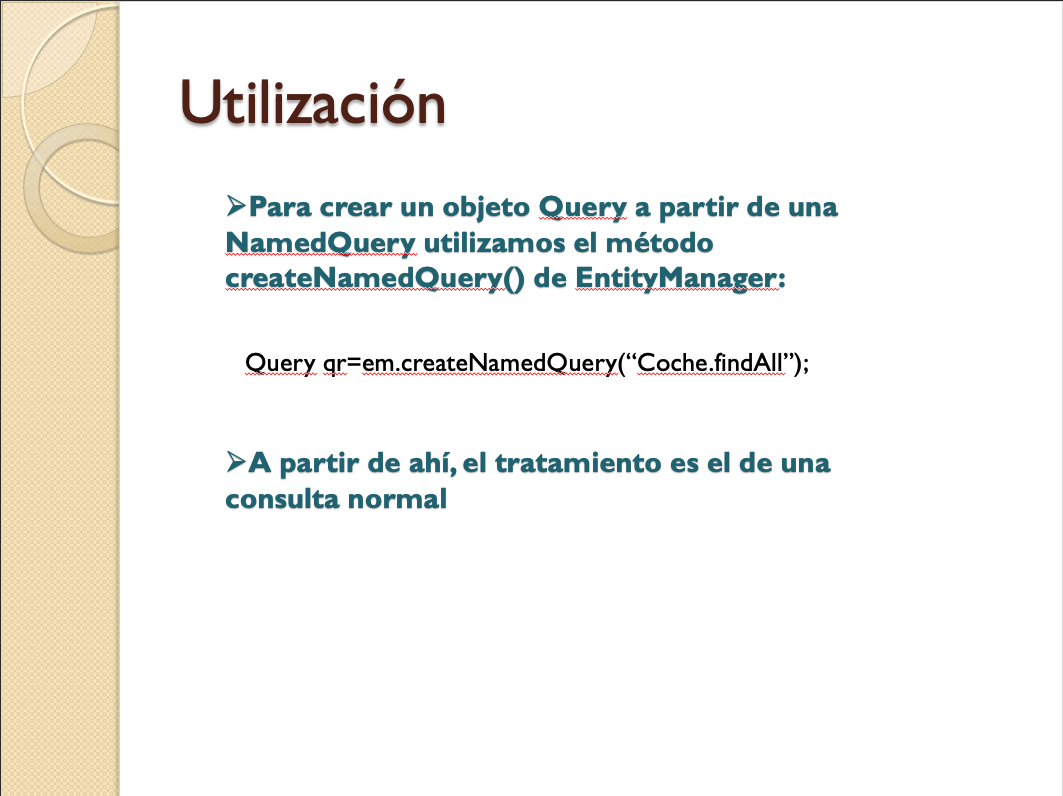 Utilización
➢Para crear un objeto Query a partir de una
NamedQuery utilizamos el método
createNamedQuery() de EntityManager:
Query qr=em.createNamedQuery(“Coche.findAll”);
➢A partir de ahí, el tratamiento es el de una
consulta normal